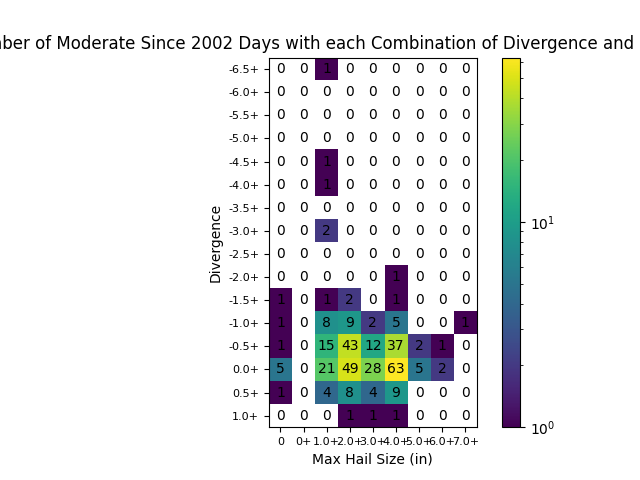 ber of Moderate Since 2002 Days with each Combination of Divergence and
-6.5+ 0 0 1 0 0 0 0 0 0
-6.0+ 0 0 0 0 0 0 0 0 0
-5.5+ 0 0 0 0 0 0 0 0 0
-5.0+ 0 0 0 0 0 0 0 0 0
-4.5+ 0 0 1 0 0 0 0 0 0
-4.0+ 0 0 1 0 0 0 0 0 0
-3.5+ 0 0 0 0 0 0 0 0 0
-3.0+ 0 0 2 0 0 0 0 0 0
-2.5+ 0 0 0 0 0 0 0 0 0
-2.0+ 0 0 0 0 0 1 0 0 0
-1.5+ 1 0 1 2 0 1 0 0 0
-1.0+ 1 0 8 9 2 5 0 0 1
-0.5+ 1 0 15 43 12 37 2 1 0
0.0+ 5 0 21 49 28 63 5 2 0
0.5+ 1 0 4 8 4 9 0 0 0
1.0+ 0 0 0 1 1 1 0 0 0
0 0+ 1.0+ 2.0+ 3.0+ 4.0+ 5.0+ 6.0+ 7.0+
Max Hail Size (in)
Divergence
10¹
10⁰